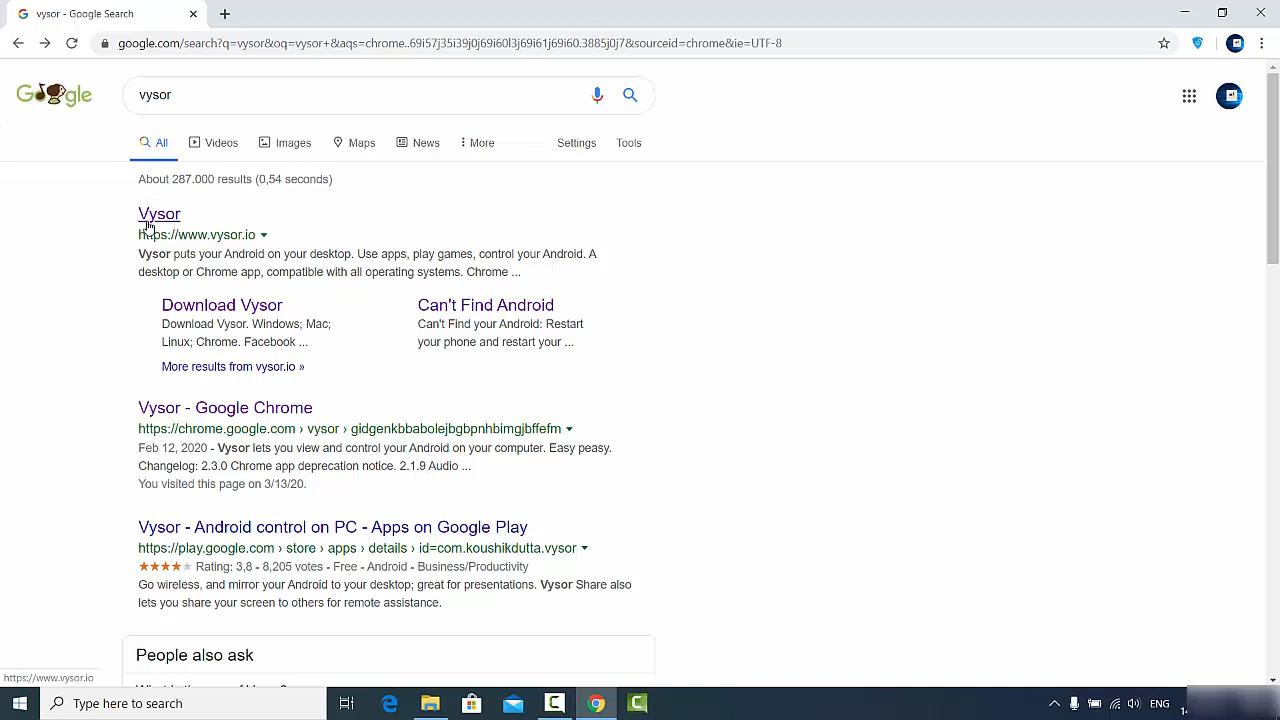 vysor - Google Search
google.com/search?q=vysor&oq=vysor+&aqs=chrome..69i57j35i39j0j69i60l3j69i61j69i60.3885j0j7&sourceid=chrome&ie=UTF-8
Google
vysor
All Videos Images Maps News More Settings Tools
About 287.000 results (0,54 seconds)
Vysor
https://www.vysor.io
Vysor puts your Android on your desktop. Use apps, play games, control your Android. A
desktop or Chrome app, compatible with all operating systems. Chrome ...
Download Vysor
Download Vysor. Windows; Mac;
Linux; Chrome. Facebook ...
Can't Find Android
Can't Find your Android: Restart
your phone and restart your ...
More results from vysor.io »
Vysor - Google Chrome
https://chrome.google.com › vysor › gidgenkbbabolejbgbpnhbimgjbffefm
Feb 12, 2020 - Vysor lets you view and control your Android on your computer. Easy peasy.
Changelog: 2.3.0 Chrome app deprecation notice. 2.1.9 Audio ...
You visited this page on 3/13/20.
Vysor - Android control on PC - Apps on Google Play
https://play.google.com › store › apps › details › id=com.koushikdutta.vysor
Rating: 3,8 - 8,205 votes - Free - Android - Business/Productivity
Go wireless, and mirror your Android to your desktop; great for presentations. Vysor Share also
lets you share your screen to others for remote assistance.
People also ask
https://www.vysor.io
Type here to search
ENG